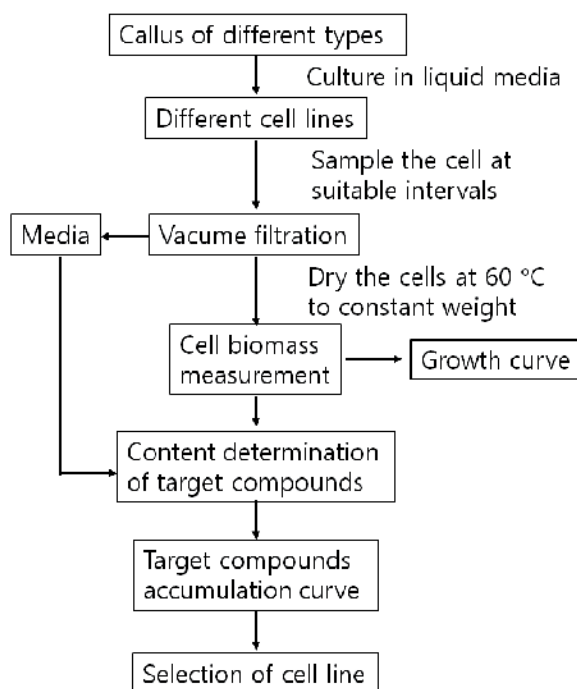 Callus of different types
Culture in liquid media
Different cell lines
Sample the cell at
suitable intervals
Media
Vacume filtration
Dry the cells at 60 °C
to constant weight
Cell biomass
measurement
Growth curve
Content determination
of target compounds
Target compounds
accumulation curve
Selection of cell line